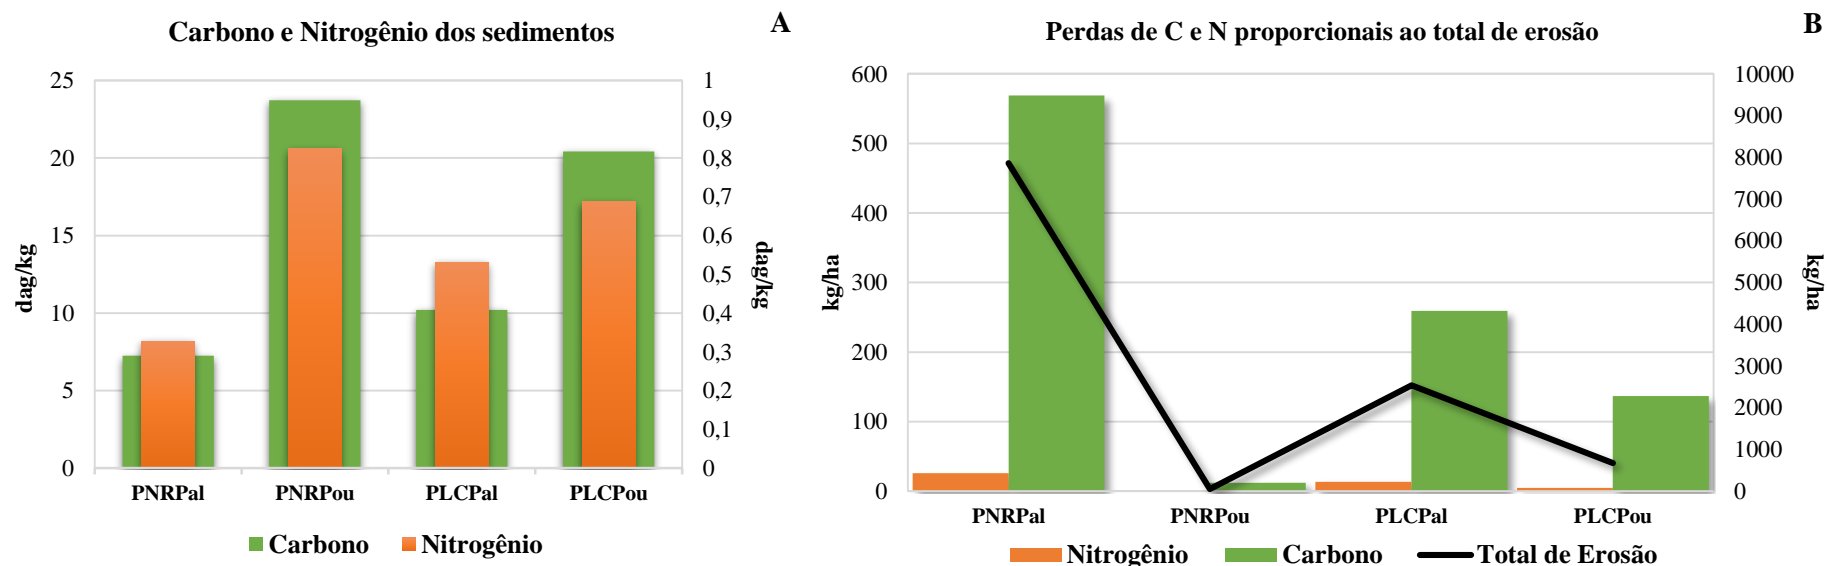 Carbono e Nitrogênio dos sedimentos
A
25
20
15
10
5
0
dag/kg
1
0,9
0,8
0,7
0,6
0,5
0,4
0,3
0,2
0,1
0
dag/kg
PNRPal PNRPou PLCPal PLCPou
Carbono Nitrogênio
Perdas de C e N proporcionais ao total de erosão
B
600
500
400
300
200
100
0
kg/ha
10000
9000
8000
7000
6000
5000
4000
3000
2000
1000
0
kg/ha
PNRPal PNRPou PLCPal PLCPou
Nitrogênio Carbono Total de Erosão